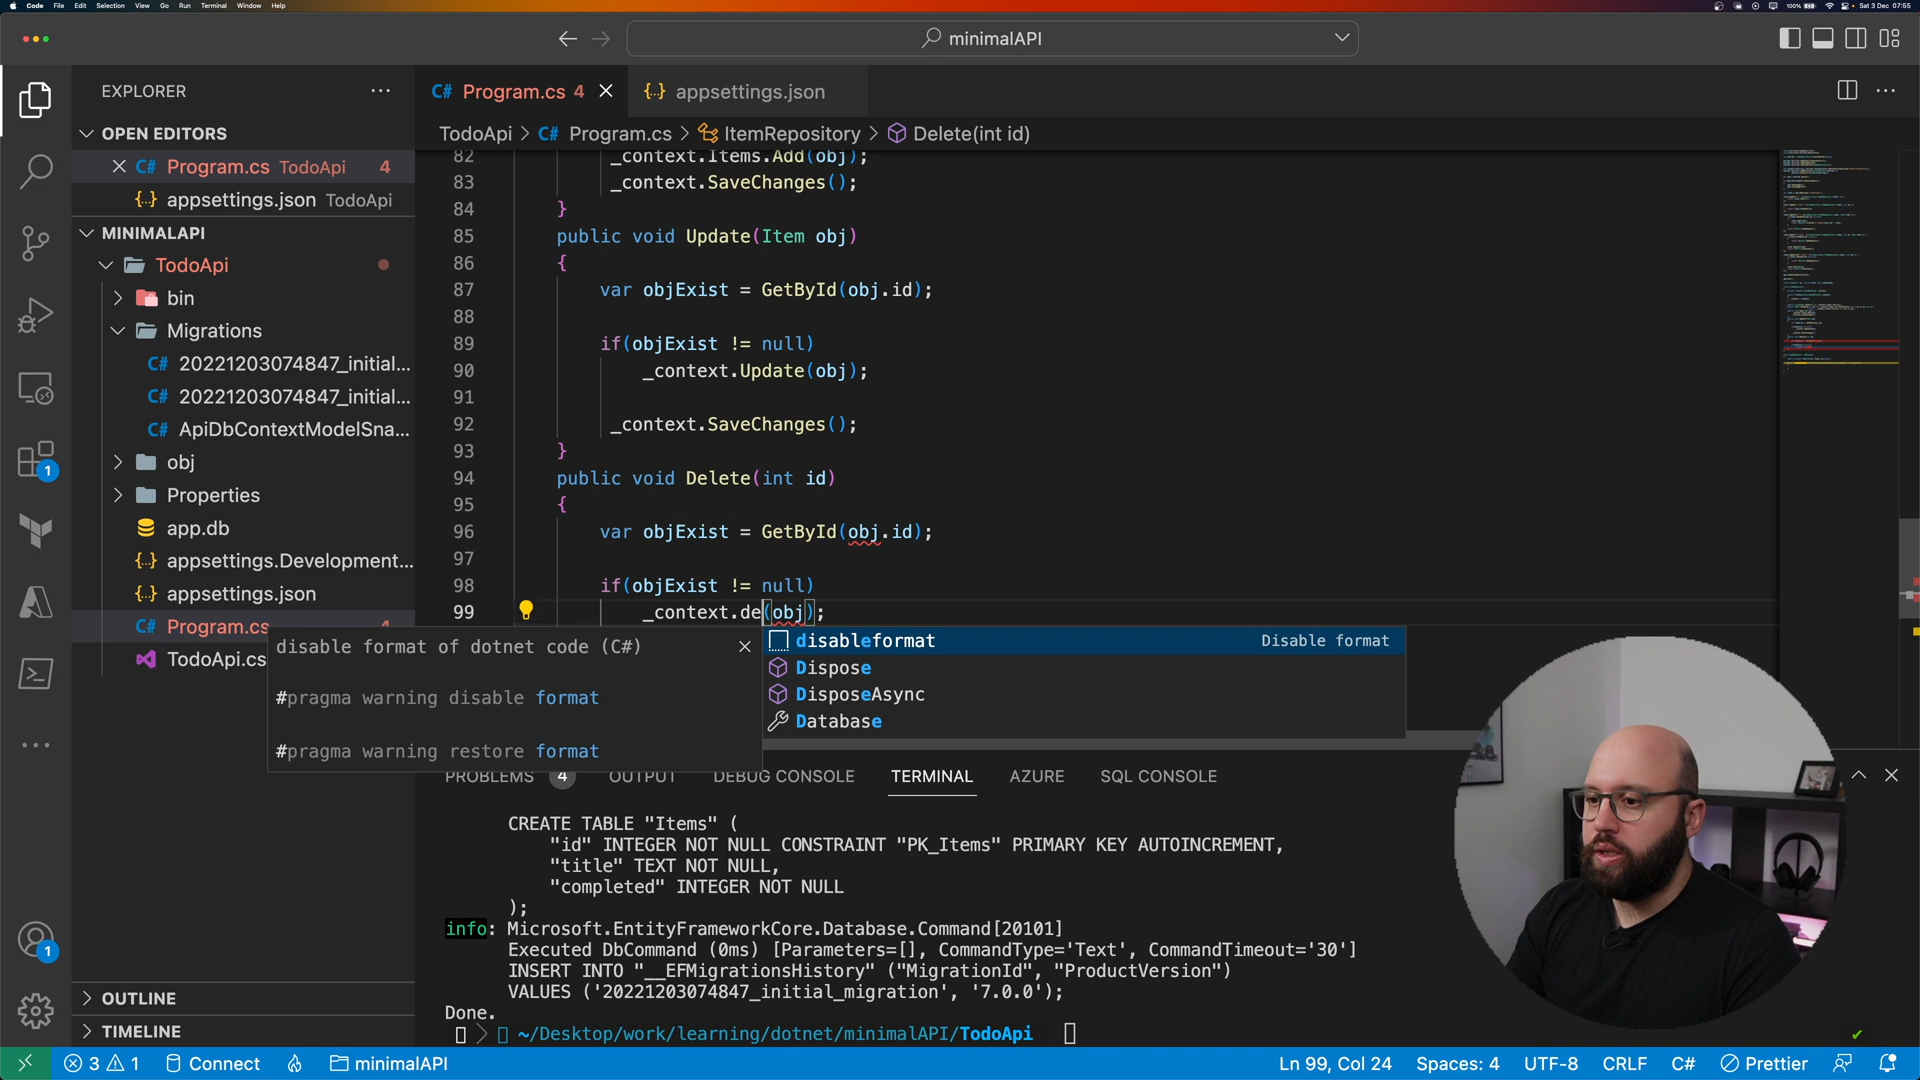 Code File Edit Selection View Go Run Terminal Window Help
100% Sat 3 Dec 07:55
minimalAPI
EXPLORER
Program.cs 4
appsettings.json
OPEN EDITORS
TodoApi > Program.cs > ItemRepository > Delete(int id)
Program.cs TodoApi 4
appsettings.json TodoApi
MINIMALAPI
TodoApi
bin
Migrations
20221203074847_initial...
20221203074847_initial...
ApiDbContextModelSna...
obj
Properties
app.db
appsettings.Development...
appsettings.json
Program.cs 4
TodoApi.cs
82 _context.Items.Add(obj);
83 _context.SaveChanges();
84 }
85 public void Update(Item obj)
86 {
87 var objExist = GetById(obj.id);
88
89 if(objExist != null)
90 _context.Update(obj);
91
92 _context.SaveChanges();
93 }
94 public void Delete(int id)
95 {
96 var objExist = GetById(obj.id);
97
98 if(objExist != null)
99 _context.de(obj);
disable format of dotnet code (C#)
#pragma warning disable format
#pragma warning restore format
disableformat Disable format
Dispose
DisposeAsync
Database
PROBLEMS 4 OUTPUT DEBUG CONSOLE TERMINAL AZURE SQL CONSOLE
CREATE TABLE "Items" (
"id" INTEGER NOT NULL CONSTRAINT "PK_Items" PRIMARY KEY AUTOINCREMENT,
"title" TEXT NOT NULL,
"completed" INTEGER NOT NULL
);
info: Microsoft.EntityFrameworkCore.Database.Command[20101]
Executed DbCommand (0ms) [Parameters=[], CommandType='Text', CommandTimeout='30']
INSERT INTO "__EFMigrationsHistory" ("MigrationId", "ProductVersion")
VALUES ('20221203074847_initial_migration', '7.0.0');
Done.
~/Desktop/work/learning/dotnet/minimalAPI/TodoApi
1
1
OUTLINE
TIMELINE
3 1 Connect minimalAPI
Ln 99, Col 24 Spaces: 4 UTF-8 CRLF C# Prettier